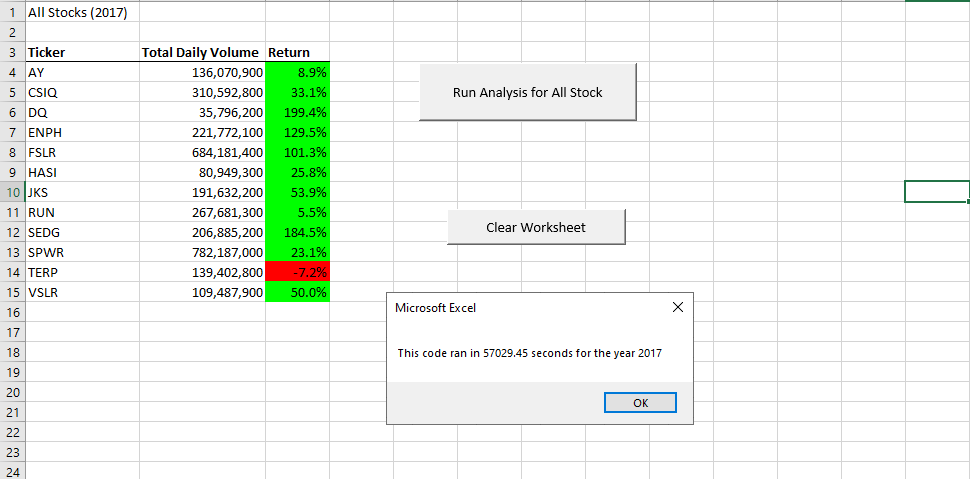 1 All Stocks (2017)
2
3 Ticker Total Daily Volume Return
4 AY 136,070,900 8.9%
5 CSIQ 310,592,800 33.1%
6 DQ 35,796,200 199.4%
7 ENPH 221,772,100 129.5%
8 FSLR 684,181,400 101.3%
9 HASI 80,949,300 25.8%
10 JKS 191,632,200 53.9%
11 RUN 267,681,300 5.5%
12 SEDG 206,885,200 184.5%
13 SPWR 782,187,000 23.1%
14 TERP 139,402,800 -7.2%
15 VSLR 109,487,900 50.0%
16
17
18
19
20
21
22
23
24
Run Analysis for All Stock
Clear Worksheet
Microsoft Excel
This code ran in 57029.45 seconds for the year 2017
OK